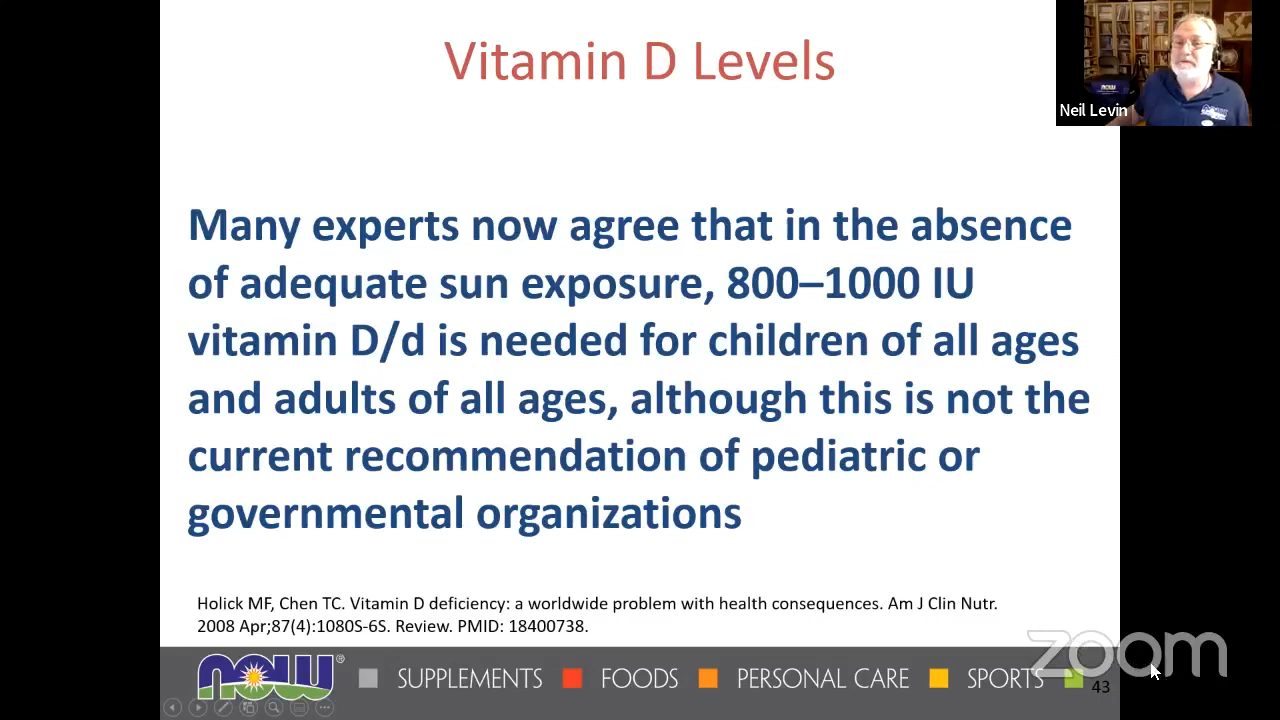 Vitamin D Levels
Neil Levin
Many experts now agree that in the absence
of adequate sun exposure, 800–1000 IU
vitamin D/d is needed for children of all ages
and adults of all ages, although this is not the
current recommendation of pediatric or
governmental organizations
Holick MF, Chen TC. Vitamin D deficiency: a worldwide problem with health consequences. Am J Clin Nutr.
2008 Apr;87(4):1080S-6S. Review. PMID: 18400738.
now® SUPPLEMENTS FOODS PERSONAL CARE SPORTS 43
zoom